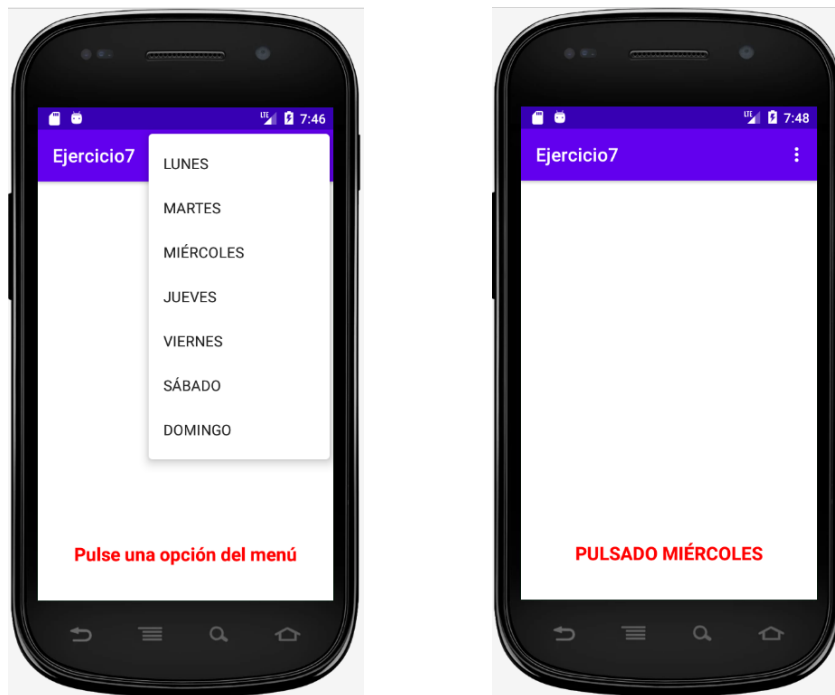 7:46
Ejercicio7
LUNES
MARTES
MIÉRCOLES
JUEVES
VIERNES
SÁBADO
DOMINGO
Pulse una opción del menú
LTE 7:48
Ejercicio7
PULSADO MIÉRCOLES